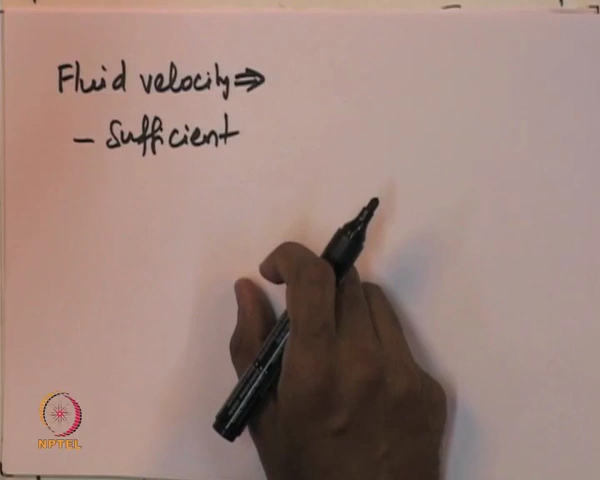 Fluid velocity ⇒
- Sufficient
NPTEL